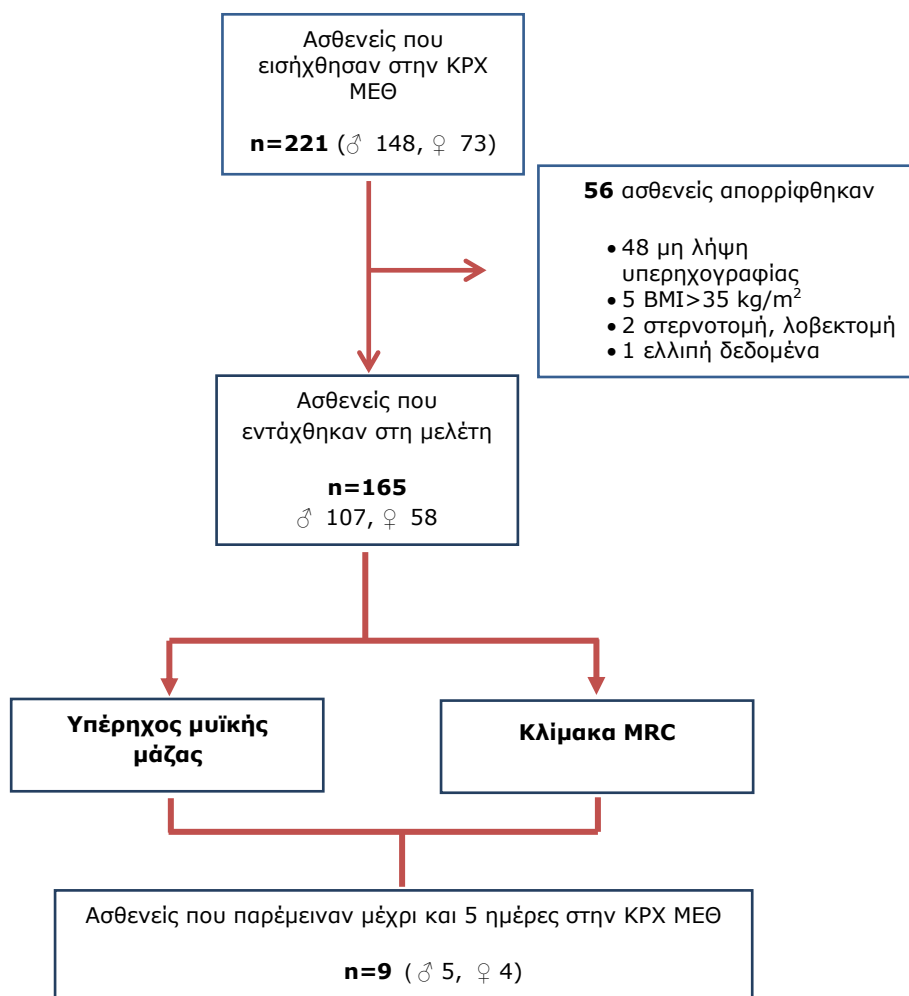 Ασθενείς που
εισήχθησαν στην ΚΡΧ
ΜΕΘ
n=221 (♂ 148, ♀ 73)
56 ασθενείς απορρίφθηκαν
• 48 μη λήψη
υπερηχογραφίας
• 5 BMI>35 kg/m²
• 2 στερνοτομή, λοβεκτομή
• 1 ελλιπή δεδομένα
Ασθενείς που
εντάχθηκαν στη μελέτη
n=165
♂ 107, ♀ 58
Υπέρηχος μυϊκής
μάζας
Κλίμακα MRC
Ασθενείς που παρέμειναν μέχρι και 5 ημέρες στην ΚΡΧ ΜΕΘ
n=9 (♂ 5, ♀ 4)